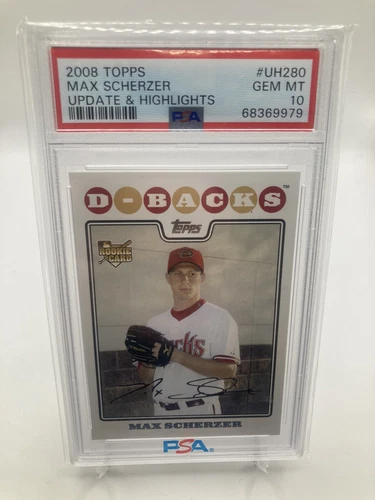 2008 TOPPS #UH280
MAX SCHERZER GEM MT
UPDATE & HIGHLIGHTS 10
PSA 68369979
D-BACKS ™
Topps
ROOKIE CARD
MAX SCHERZER
PSA